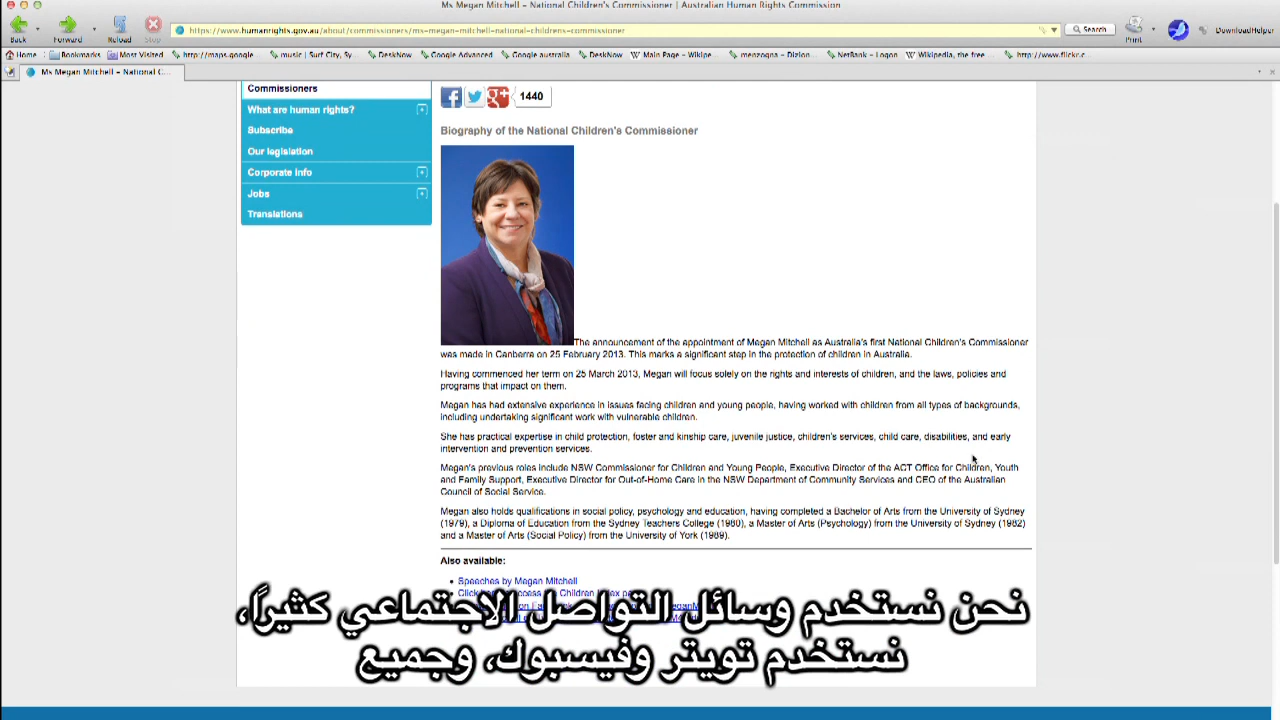 Ms Megan Mitchell – National Children's Commissioner | Australian Human Rights Commission
https://www.humanrights.gov.au/about/commissioners/ms-megan-mitchell-national-childrens-commissioner
Search
Back
Forward
Reload
Stop
Print
DownloadHelper
Home
Bookmarks
Most Visited
http://maps-google...
music | Surf City, Sy...
DeskNow
Google Advanced
Google australia
DeskNow
Main Page – Wikipe...
menzogna – Dizion...
NetBank – Logon
Wikipedia, the free ...
http://www.flickr.c...
Ms Megan Mitchell – National C...
Commissioners
What are human rights?
Subscribe
Our legislation
Corporate Info
Jobs
Translations
1440
Biography of the National Children's Commissioner
The announcement of the appointment of Megan Mitchell as Australia's first National Children's Commissioner
was made in Canberra on 25 February 2013. This marks a significant step in the protection of children in Australia.
Having commenced her term on 25 March 2013, Megan will focus solely on the rights and interests of children, and the laws, policies and
programs that impact on them.
Megan has had extensive experience in issues facing children and young people, having worked with children from all types of backgrounds,
including undertaking significant work with vulnerable children.
She has practical expertise in child protection, foster and kinship care, juvenile justice, children's services, child care, disabilities, and early
intervention and prevention services.
Megan's previous roles include NSW Commissioner for Children and Young People, Executive Director of the ACT Office for Children, Youth
and Family Support, Executive Director for Out-of-Home Care in the NSW Department of Community Services and CEO of the Australian
Council of Social Service.
Megan also holds qualifications in social policy, psychology and education, having completed a Bachelor of Arts from the University of Sydney
(1979), a Diploma of Education from the Sydney Teachers College (1980), a Master of Arts (Psychology) from the University of Sydney (1982)
and a Master of Arts (Social Policy) from the University of York (1989).
Also available:
Speeches by Megan Mitchell
نحن نستخدم وسائل التواصل الاجتماعي كثيراً،
نستخدم تويتر وفيسبوك، وجميع